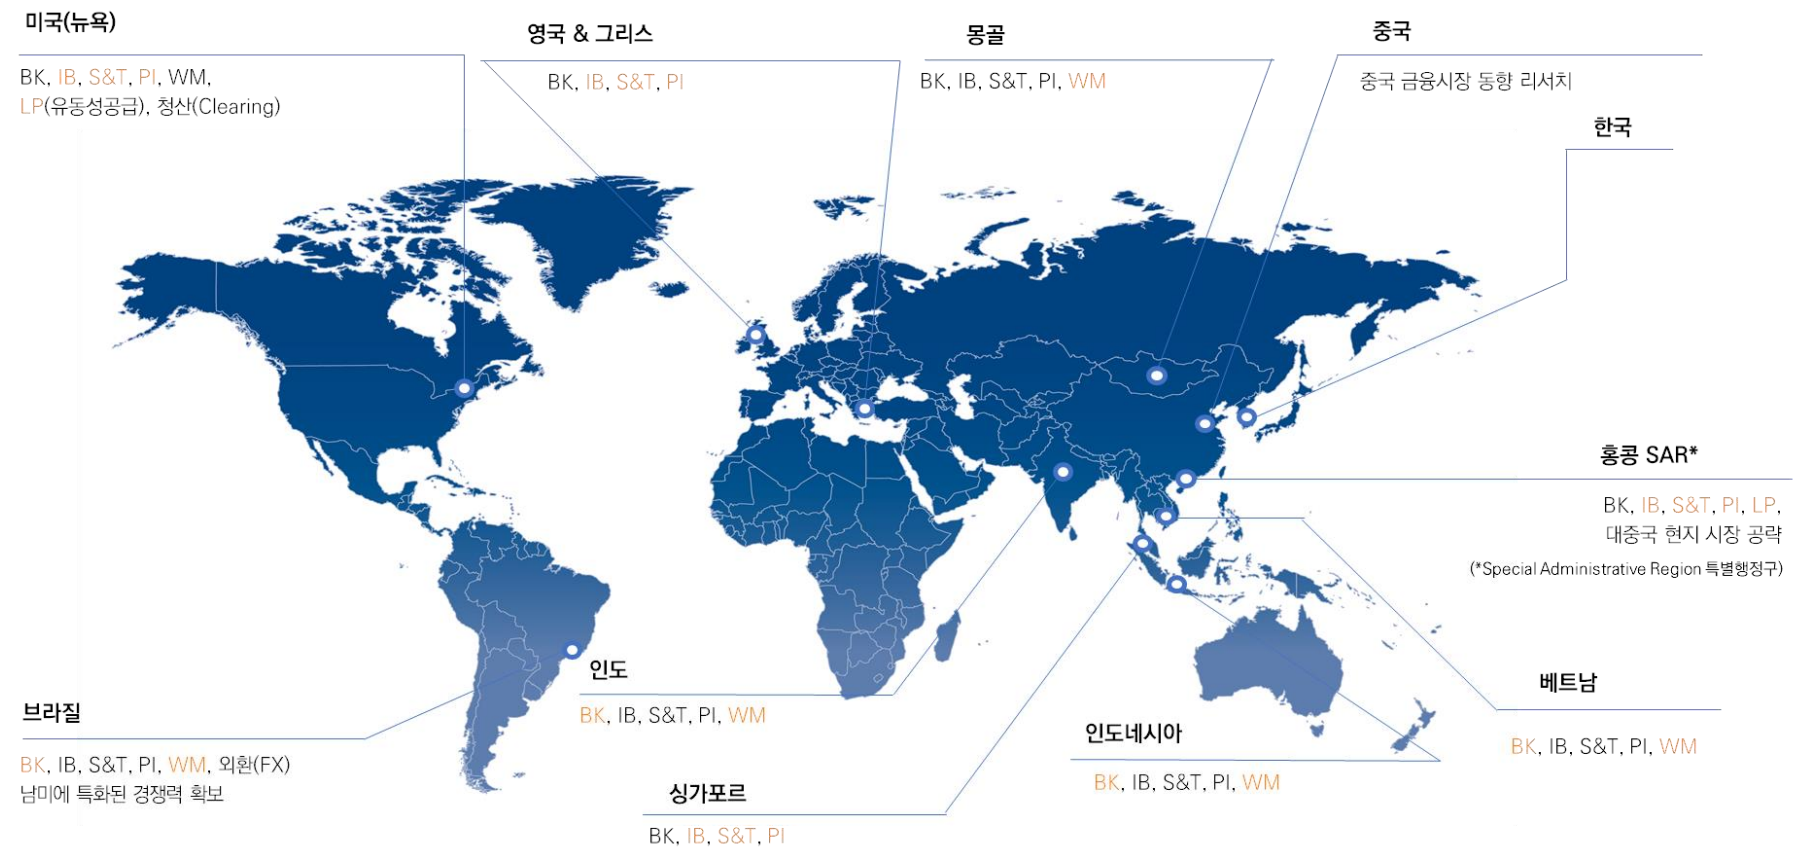 미국(뉴욕)
BK, IB, S&T, PI, WM,
LP(유동성공급), 청산(Clearing)
영국 & 그리스
BK, IB, S&T, PI
몽골
BK, IB, S&T, PI, WM
중국
중국 금융시장 동향 리서치
한국
홍콩 SAR*
BK, IB, S&T, PI, LP,
대중국 현지 시장 공략
(*Special Administrative Region 특별행정구)
베트남
BK, IB, S&T, PI, WM
인도네시아
BK, IB, S&T, PI, WM
싱가포르
BK, IB, S&T, PI
인도
BK, IB, S&T, PI, WM
브라질
BK, IB, S&T, PI, WM, 외환(FX)
남미에 특화된 경쟁력 확보